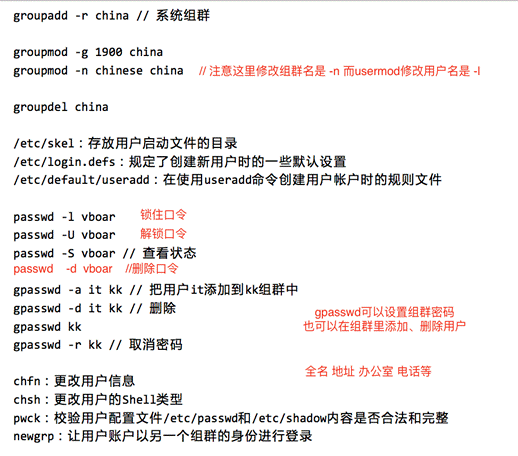 groupadd -r china // 系统组群
groupmod -g 1900 china
groupmod -n chinese china // 注意这里修改组群名是 -n 而usermod修改用户名是 -l
groupdel china
/etc/skel：存放用户启动文件的目录
/etc/login.defs：规定了创建新用户时的一些默认设置
/etc/default/useradd：在使用useradd命令创建用户帐户时的规则文件
passwd -l vboar 锁住口令
passwd -U vboar 解锁口令
passwd -S vboar // 查看状态
passwd -d vboar //删除口令
gpasswd -a it kk // 把用户it添加到kk组群中
gpasswd -d it kk // 删除 gpasswd可以设置组群密码
gpasswd kk 也可以在组群里添加、删除用户
gpasswd -r kk // 取消密码
全名 地址 办公室 电话等
chfn：更改用户信息
chsh：更改用户的Shell类型
pwck：校验用户配置文件/etc/passwd和/etc/shadow内容是否合法和完整
newgrp：让用户账户以另一个组群的身份进行登录